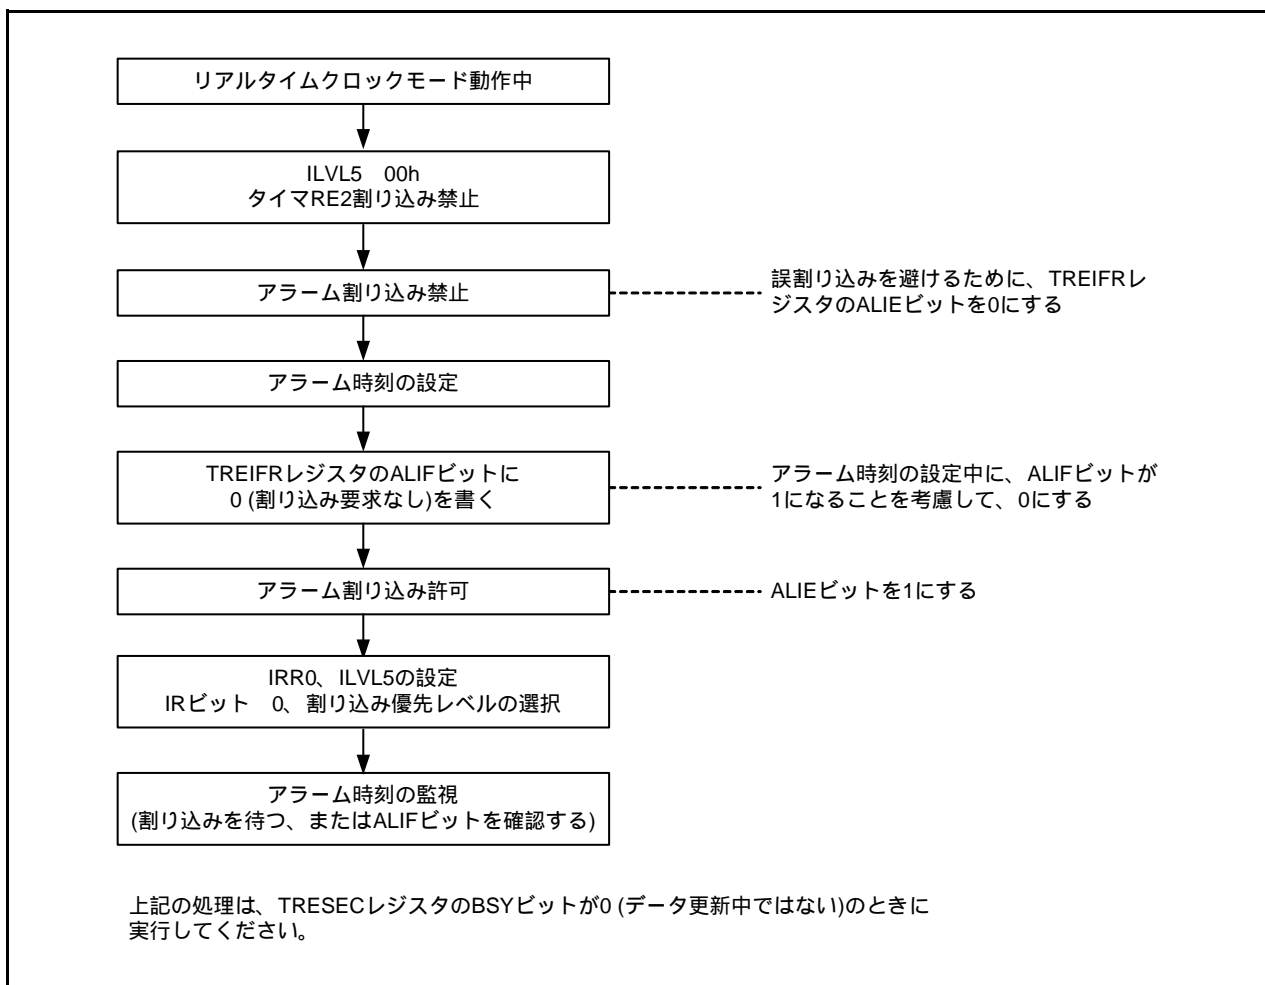 リアルタイムクロックモード動作中
ILVL5　00h
タイマRE2割り込み禁止
アラーム割り込み禁止
誤割り込みを避けるために、TREIFRレ
ジスタのALIEビットを0にする
アラーム時刻の設定
TREIFRレジスタのALIFビットに
0 (割り込み要求なし)を書く
アラーム時刻の設定中に、ALIFビットが
1になることを考慮して、0にする
アラーム割り込み許可
ALIEビットを1にする
IRR0、ILVL5の設定
IRビット　0、割り込み優先レベルの選択
アラーム時刻の監視
(割り込みを待つ、またはALIFビットを確認する)
上記の処理は、TRESECレジスタのBSYビットが0 (データ更新中ではない)のときに
実行してください。